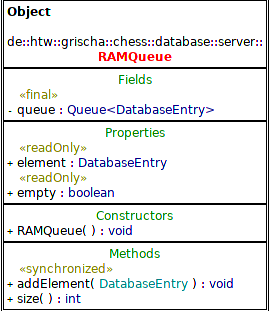 Object
de::htw::grischa::chess::database::server::
RAMQueue
Fields
«final»
- queue : Queue<DatabaseEntry>
Properties
«readOnly»
+ element : DatabaseEntry
«readOnly»
+ empty : boolean
Constructors
+ RAMQueue( ) : void
Methods
«synchronized»
+ addElement( DatabaseEntry ) : void
+ size( ) : int